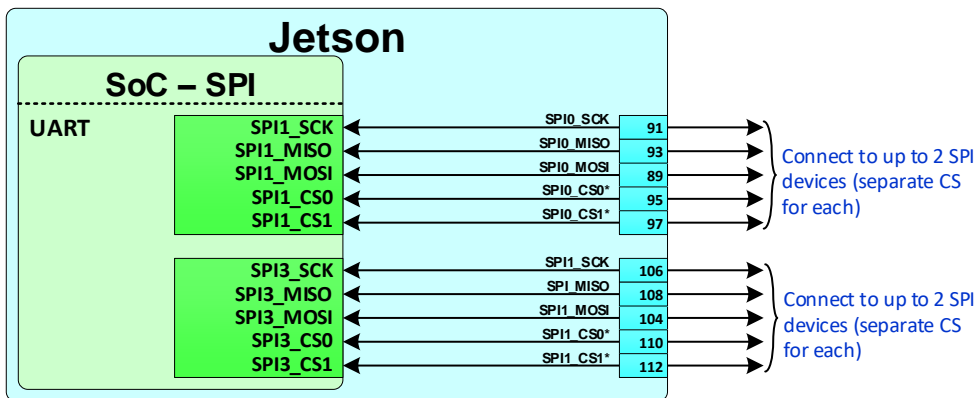 Jetson
SoC – SPI
UART
SPI1_SCK SPI0_SCK 91
SPI1_MISO SPI0_MISO 93
SPI1_MOSI SPI0_MOSI 89
SPI1_CS0 SPI0_CS0* 95
SPI1_CS1 SPI0_CS1* 97
Connect to up to 2 SPI
devices (separate CS
for each)
SPI3_SCK SPI1_SCK 106
SPI3_MISO SPI_MISO 108
SPI3_MOSI SPI1_MOSI 104
SPI3_CS0 SPI1_CS0* 110
SPI3_CS1 SPI1_CS1* 112
Connect to up to 2 SPI
devices (separate CS
for each)